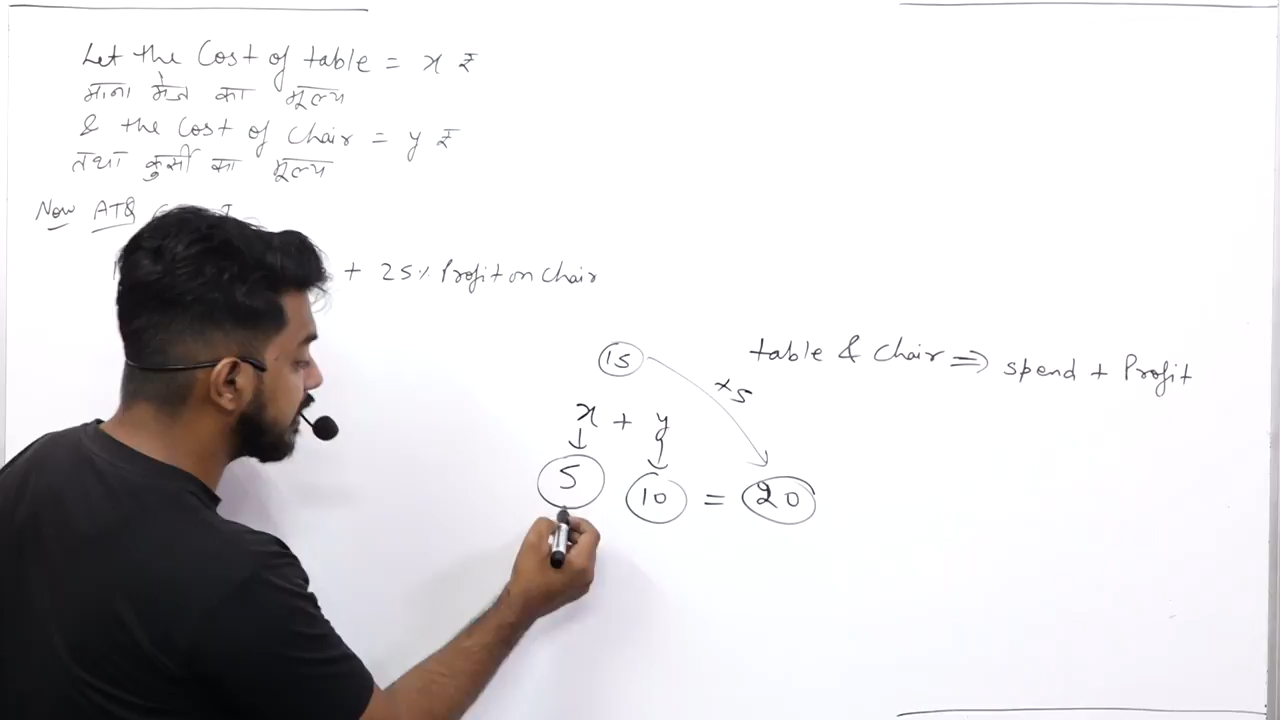 Let the Cost of table = x ₹
माना मेज का मूल्य
& the Cost of Chair = y ₹
तथा कुर्सी का मूल्य
Now ATQ
+ 25% Profit on Chair
15
+5
table & Chair ⇒ spend + Profit
x + y
5 10 = 20